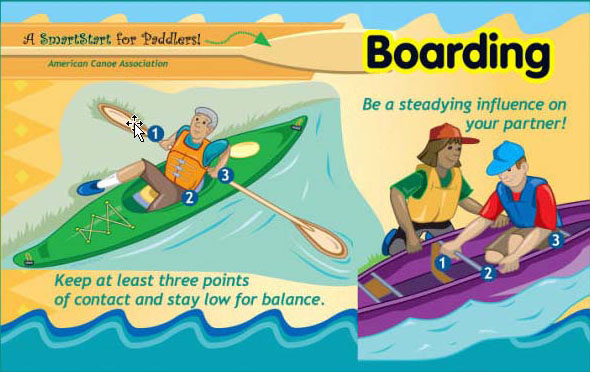 A SmartStart for Paddlers!
American Canoe Association
Boarding
Be a steadying influence on
your partner!
1
2
3
Keep at least three points
of contact and stay low for balance.
1
2
3